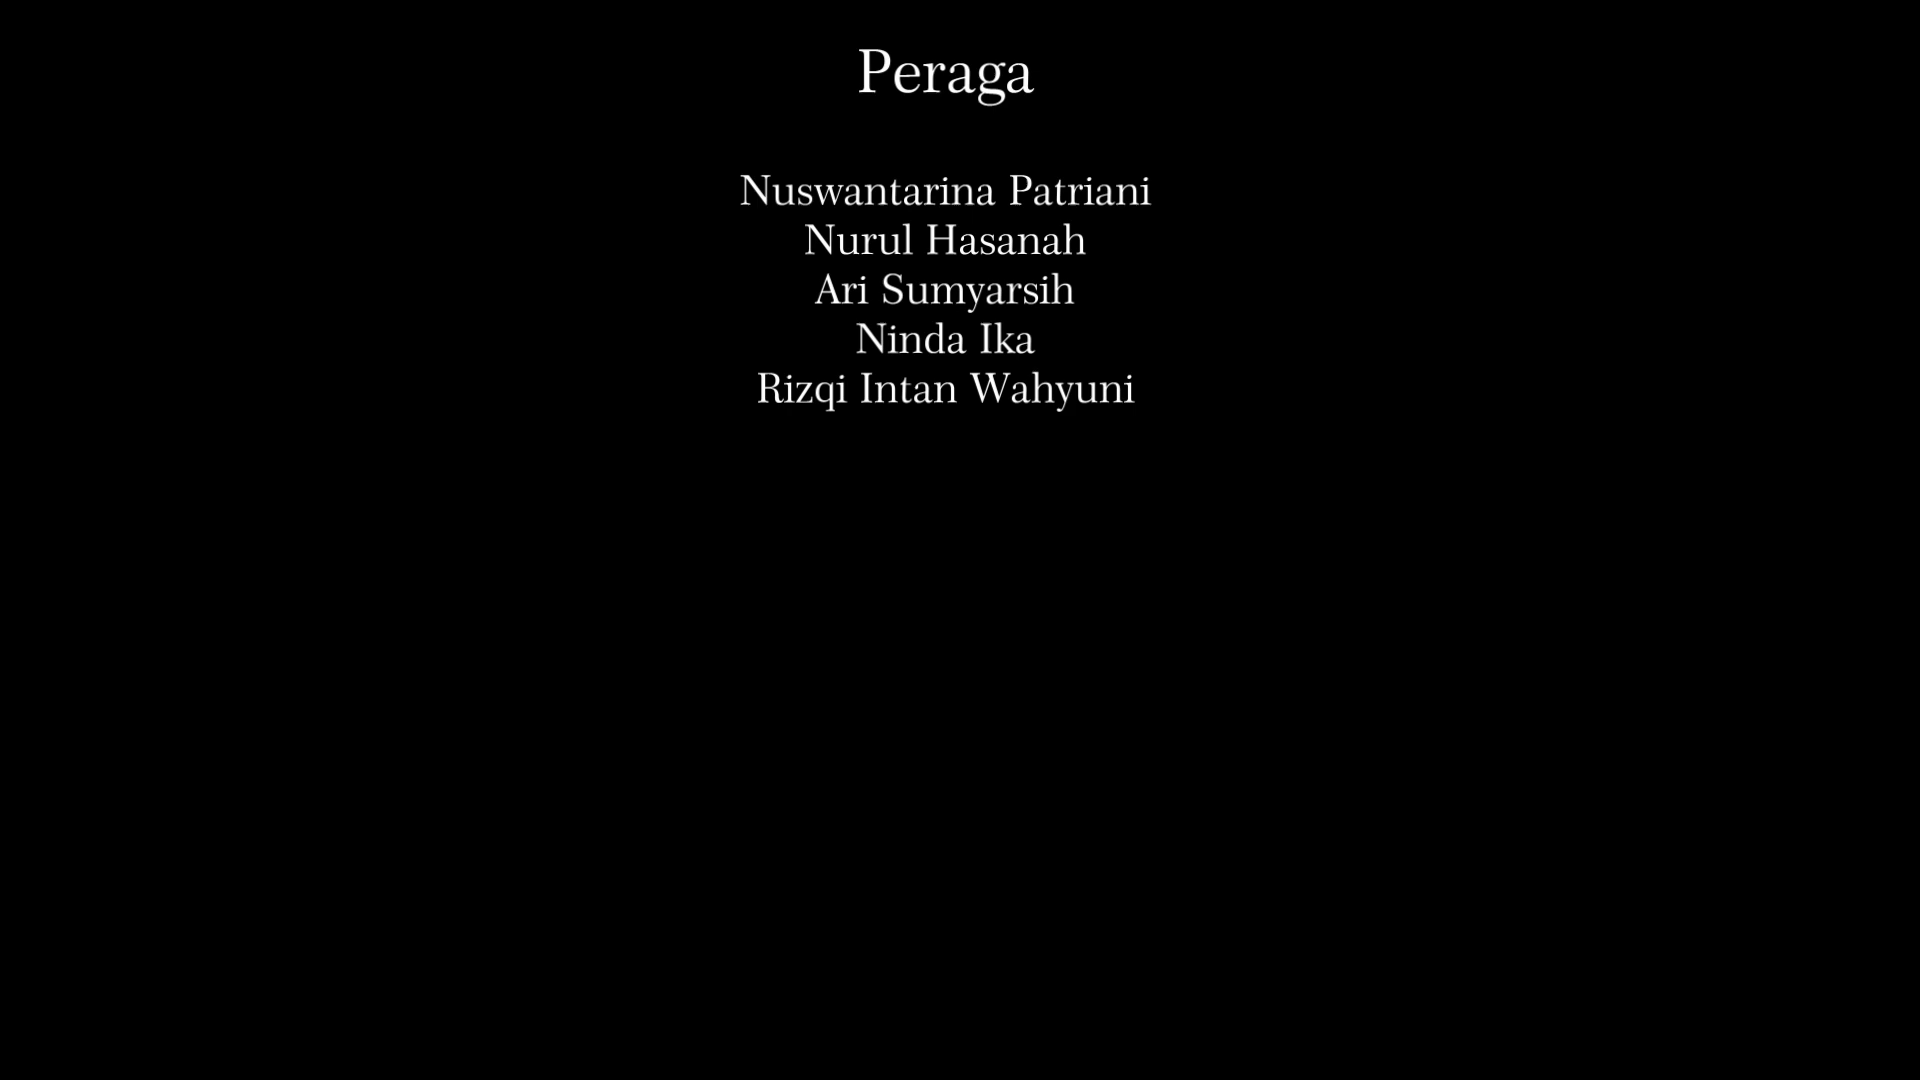 Peraga
Nuswantarina Patriani
Nurul Hasanah
Ari Sumyarsih
Ninda Ika
Rizqi Intan Wahyuni